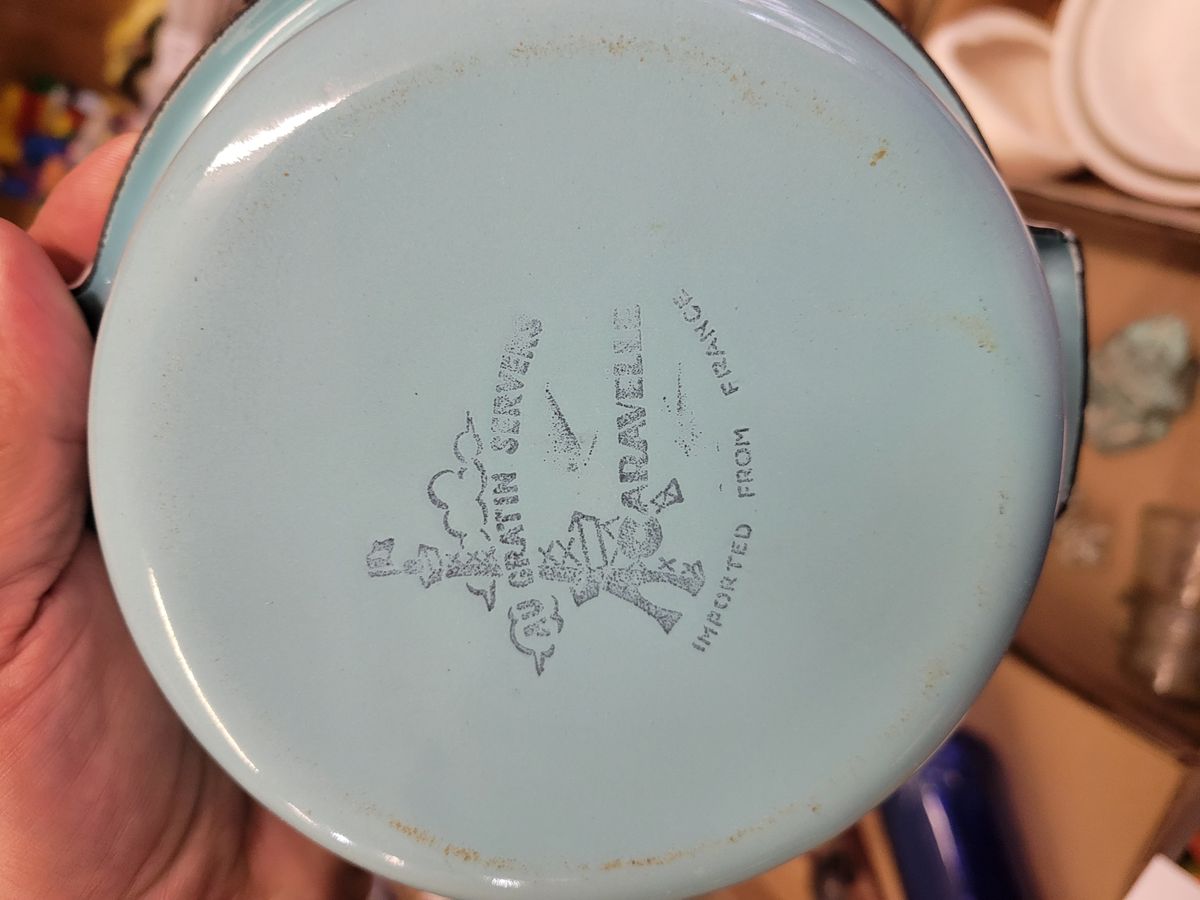 GRATIN SERVERS
CARAVELLE
IMPORTED FROM FRANCE